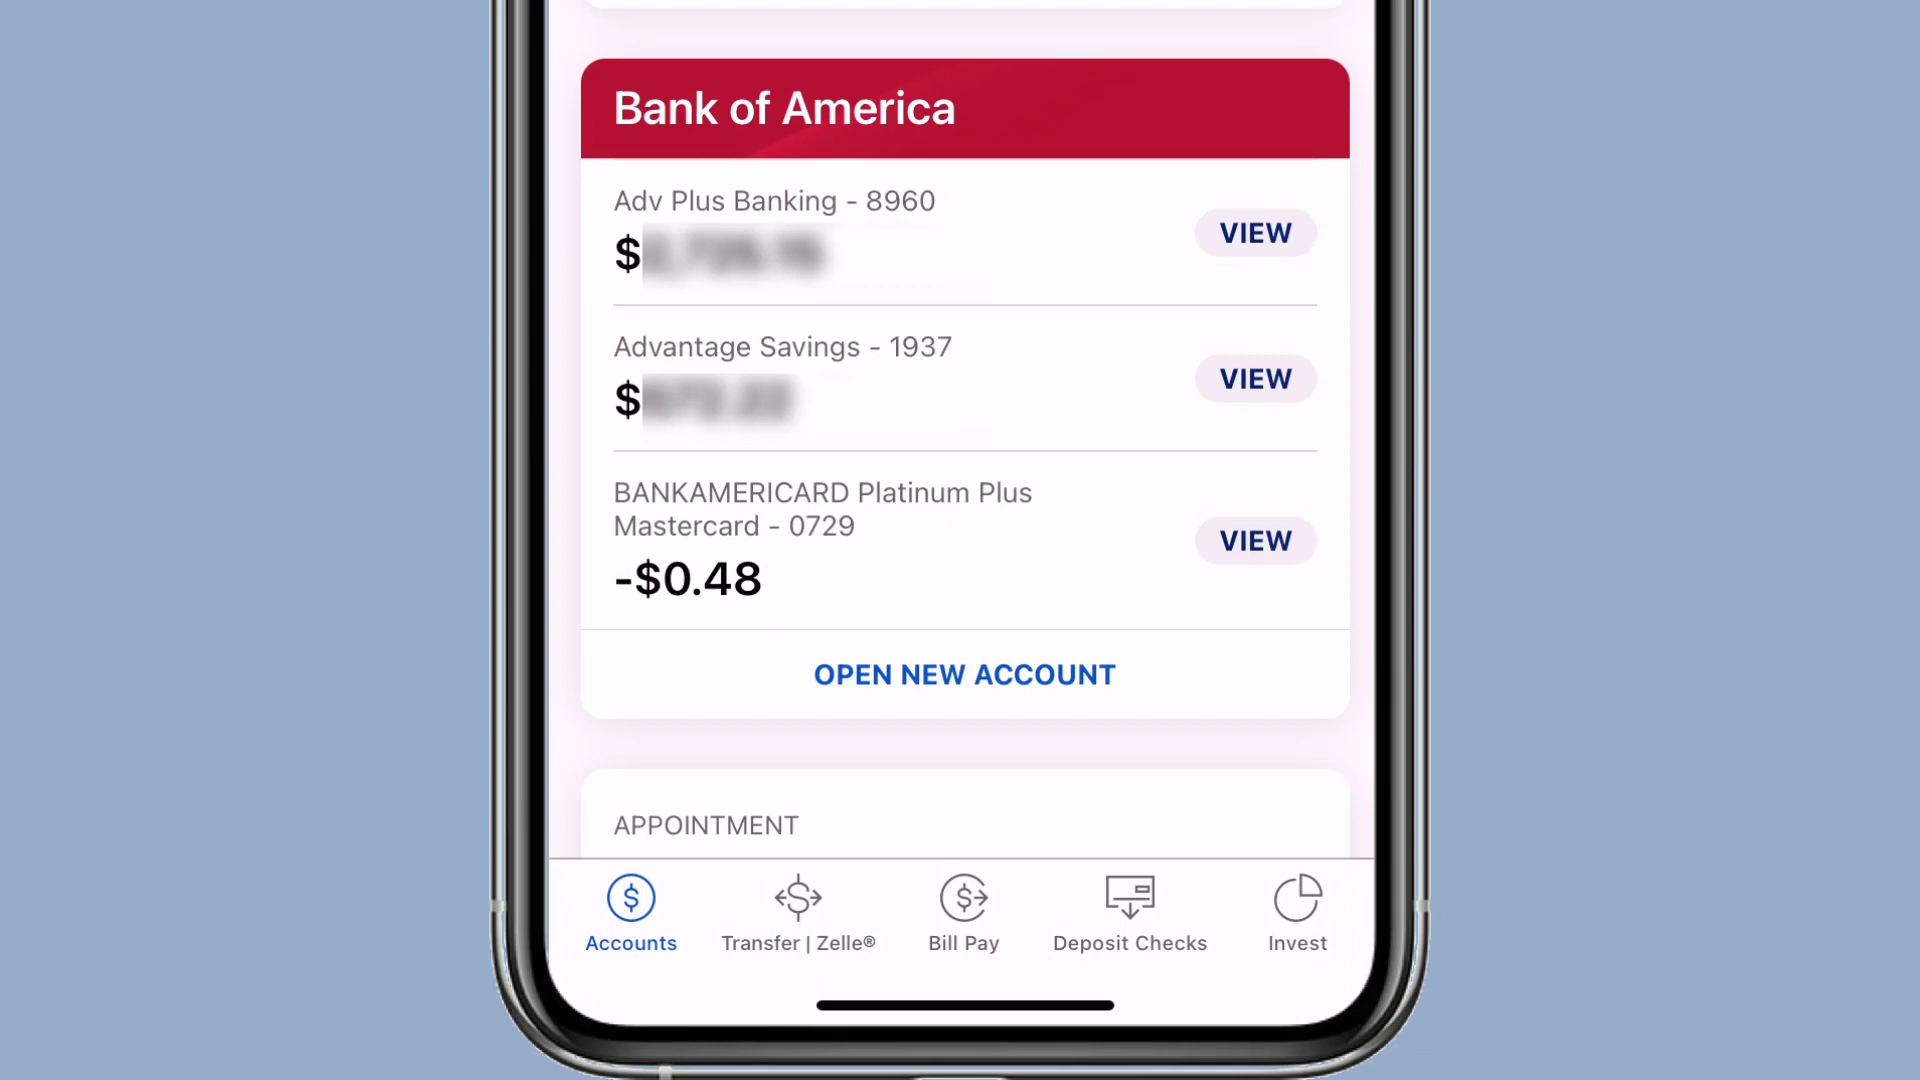 Bank of America
Adv Plus Banking - 8960
VIEW
$
Advantage Savings - 1937
VIEW
$
BANKAMERICARD Platinum Plus
Mastercard - 0729
VIEW
-$0.48
OPEN NEW ACCOUNT
APPOINTMENT
Accounts
Transfer | Zelle®
Bill Pay
Deposit Checks
Invest